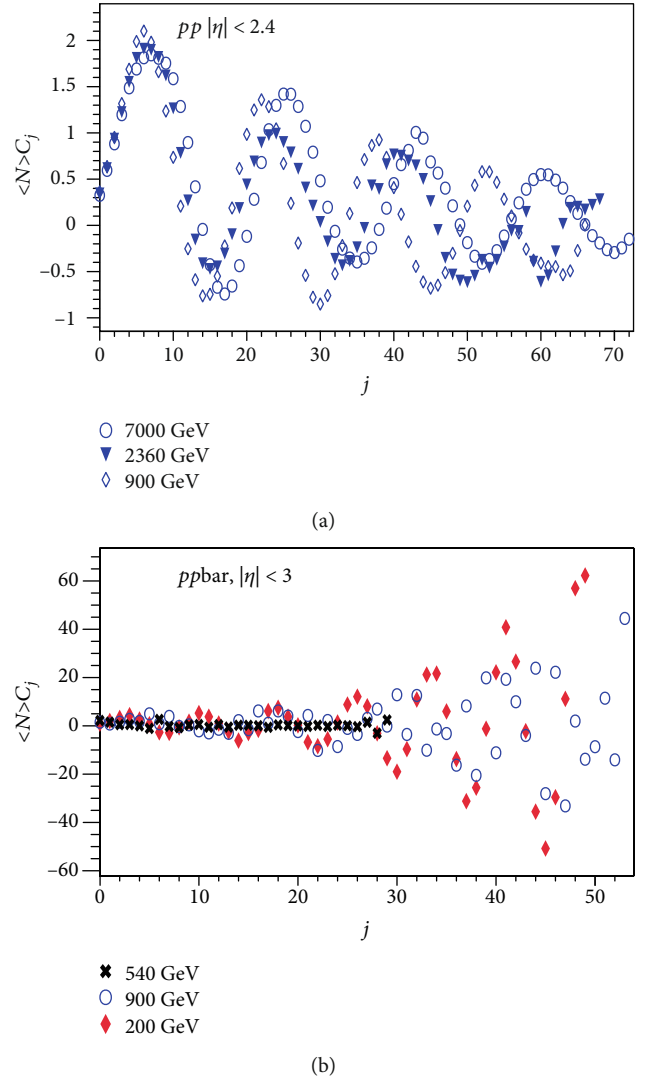 pp |η| < 2.4
2
1.5
1
0.5
0
−0.5
−1
<N>C_j
0 10 20 30 40 50 60 70
j
7000 GeV
2360 GeV
900 GeV
(a)
ppbar, |η| < 3
60
40
20
0
−20
−40
−60
<N>C_j
0 10 20 30 40 50
j
540 GeV
900 GeV
200 GeV
(b)